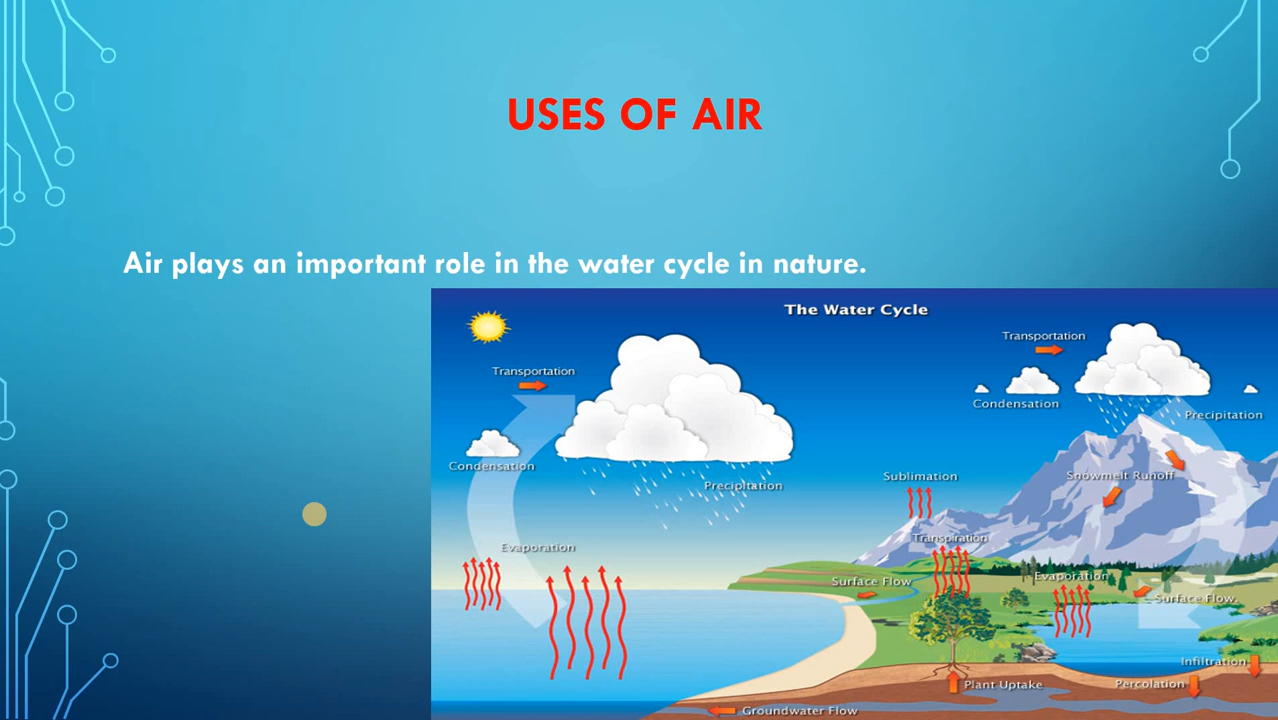 USES OF AIR
Air plays an important role in the water cycle in nature.
The Water Cycle
Transportation
Transportation
Condensation
Precipitation
Condensation
Precipitation
Sublimation
Snowmelt Runoff
Transpiration
Evaporation
Evaporation
Surface Flow
Surface Flow
Infiltration
Plant Uptake
Percolation
Groundwater Flow